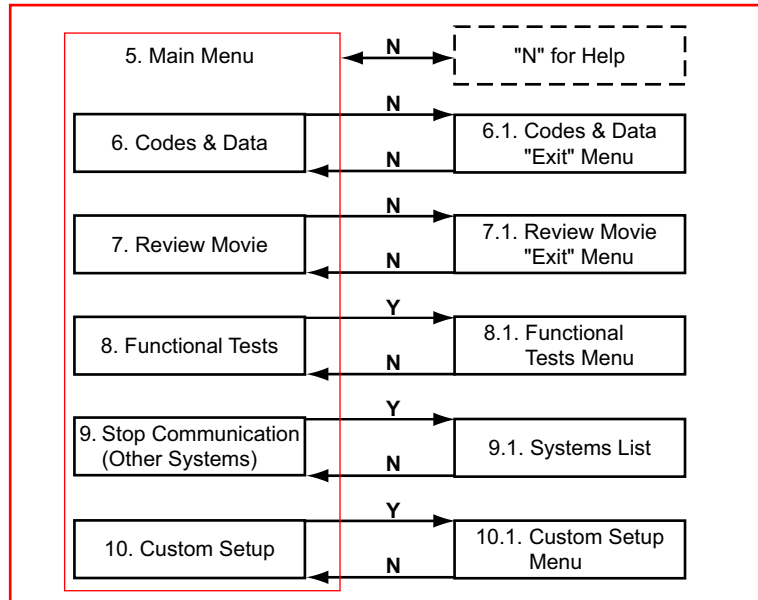 5. Main Menu
N
"N" for Help
N
6. Codes & Data
6.1. Codes & Data
"Exit" Menu
N
N
7. Review Movie
7.1. Review Movie
"Exit" Menu
N
Y
8. Functional Tests
8.1. Functional
Tests Menu
N
Y
9. Stop Communication
(Other Systems)
9.1. Systems List
N
Y
10. Custom Setup
10.1. Custom Setup
Menu
N